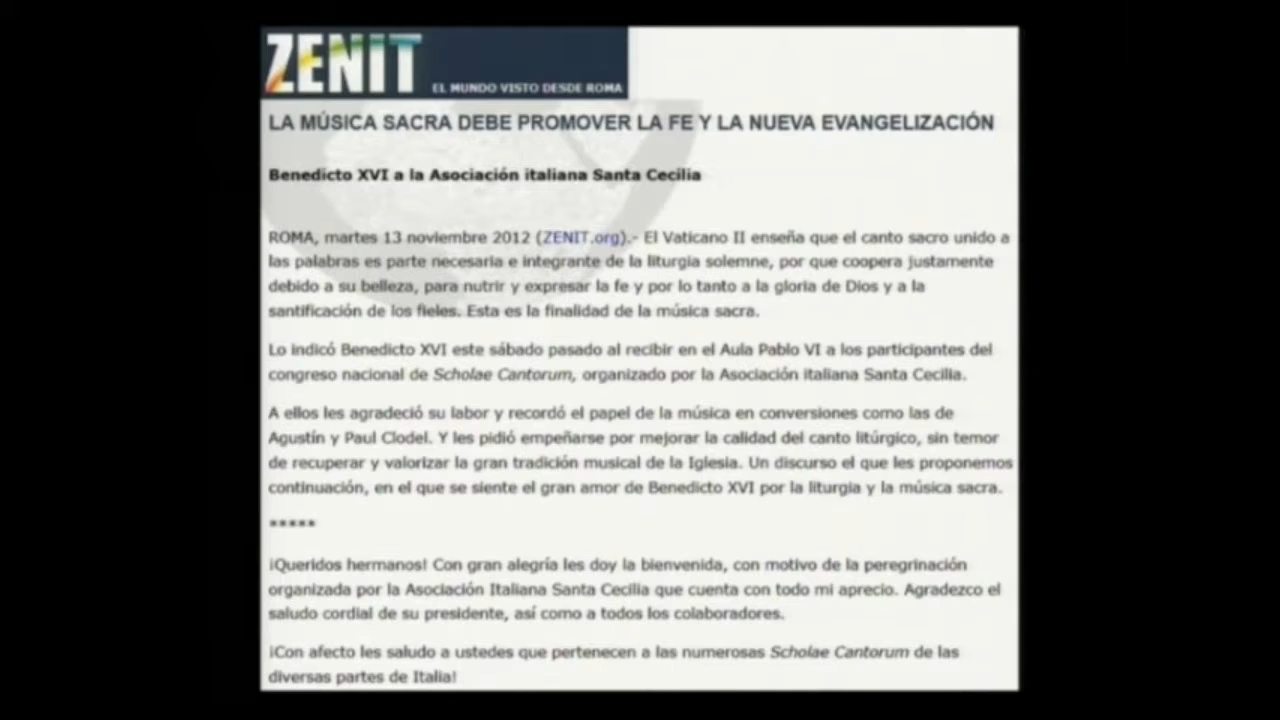 ZENIT
EL MUNDO VISTO DESDE ROMA
LA MÚSICA SACRA DEBE PROMOVER LA FE Y LA NUEVA EVANGELIZACIÓN
Benedicto XVI a la Asociación italiana Santa Cecilia
ROMA, martes 13 noviembre 2012 (ZENIT.org).- El Vaticano II enseña que el canto sacro unido a
las palabras es parte necesaria e integrante de la liturgia solemne, por que coopera justamente
debido a su belleza, para nutrir y expresar la fe y por lo tanto a la gloria de Dios y a la
santificación de los fieles. Esta es la finalidad de la música sacra.
Lo indicó Benedicto XVI este sábado pasado al recibir en el Aula Pablo VI a los participantes del
congreso nacional de Scholae Cantorum, organizado por la Asociación italiana Santa Cecilia.
A ellos les agradeció su labor y recordó el papel de la música en conversiones como las de
Agustín y Paul Clodel. Y les pidió empeñarse por mejorar la calidad del canto litúrgico, sin temor
de recuperar y valorizar la gran tradición musical de la Iglesia. Un discurso el que les proponemos
continuación, en el que se siente el gran amor de Benedicto XVI por la liturgia y la música sacra.
*****
¡Queridos hermanos! Con gran alegría les doy la bienvenida, con motivo de la peregrinación
organizada por la Asociación Italiana Santa Cecilia que cuenta con todo mi aprecio. Agradezco el
saludo cordial de su presidente, así como a todos los colaboradores.
¡Con afecto les saludo a ustedes que pertenecen a las numerosas Scholae Cantorum de las
diversas partes de Italia!